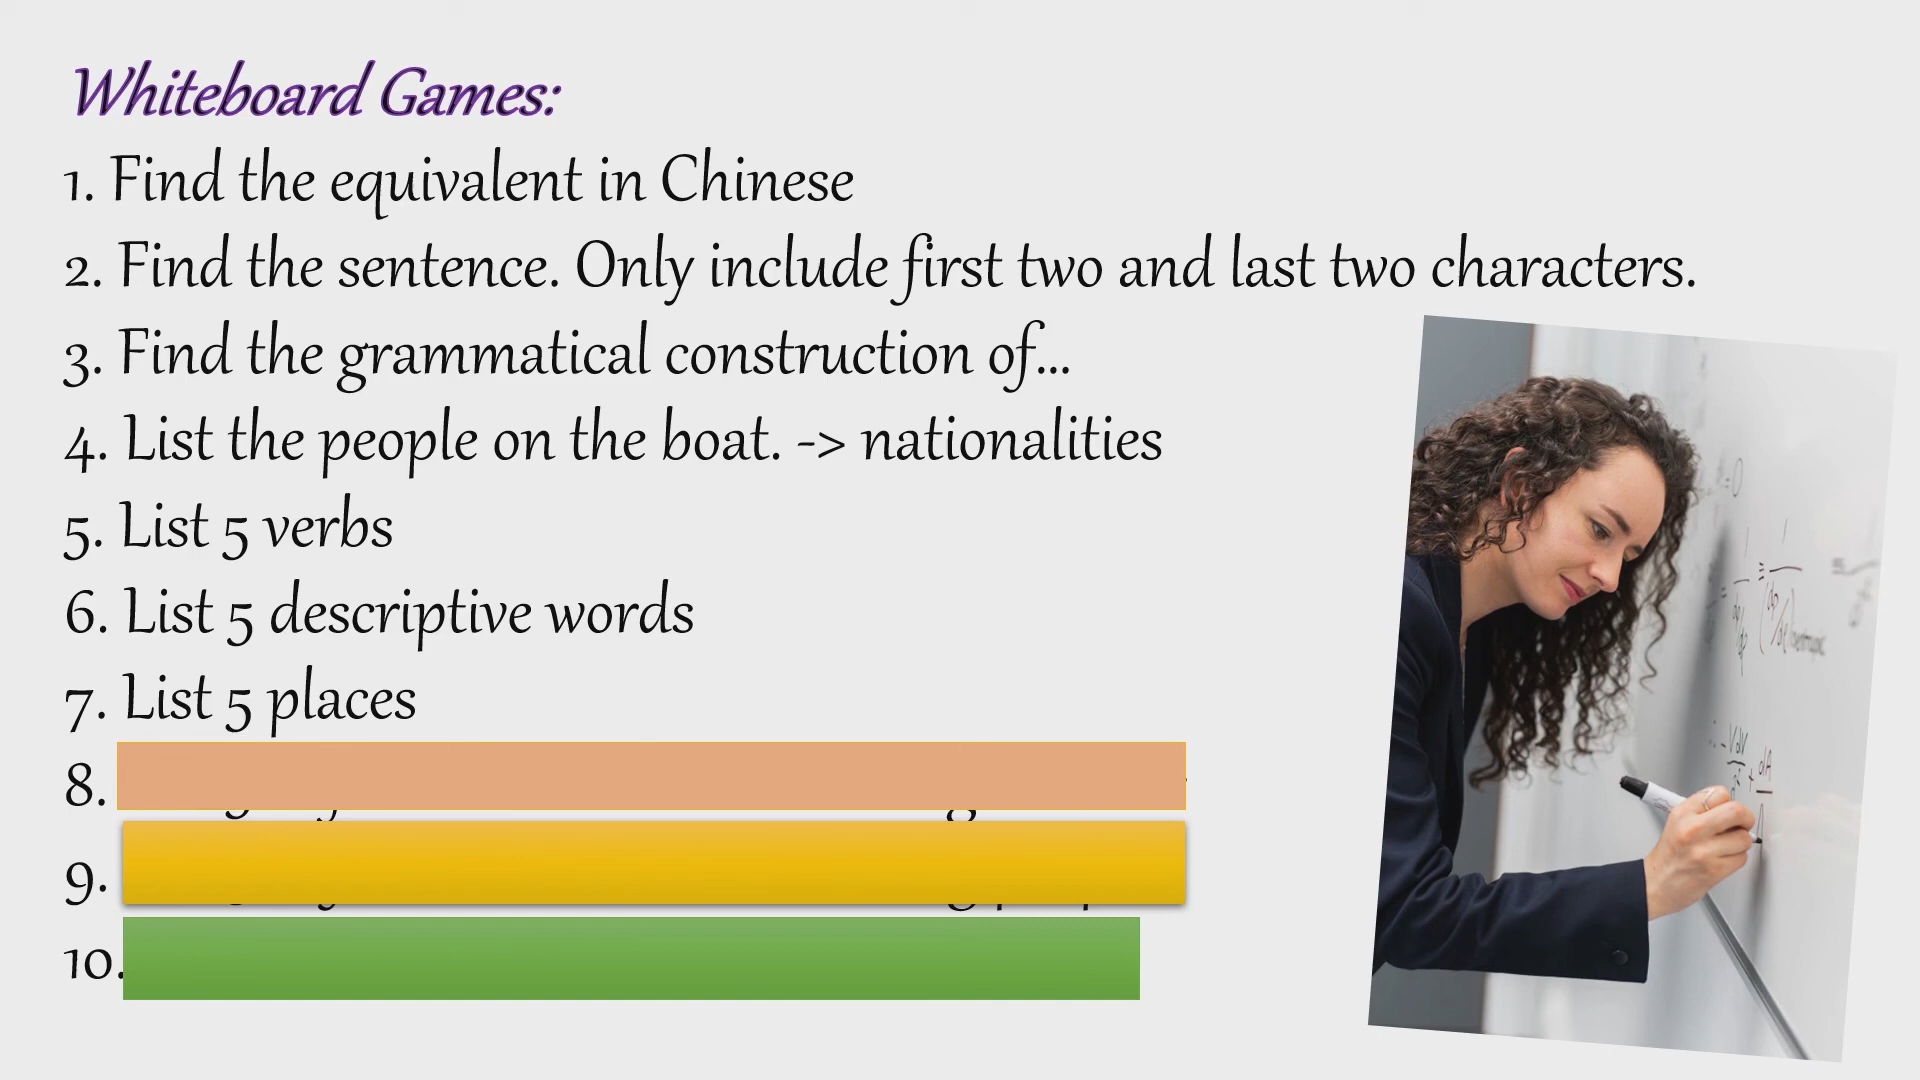 Whiteboard Games:
1. Find the equivalent in Chinese
2. Find the sentence. Only include first two and last two characters.
3. Find the grammatical construction of...
4. List the people on the boat. -> nationalities
5. List 5 verbs
6. List 5 descriptive words
7. List 5 places
8.
9.
10.